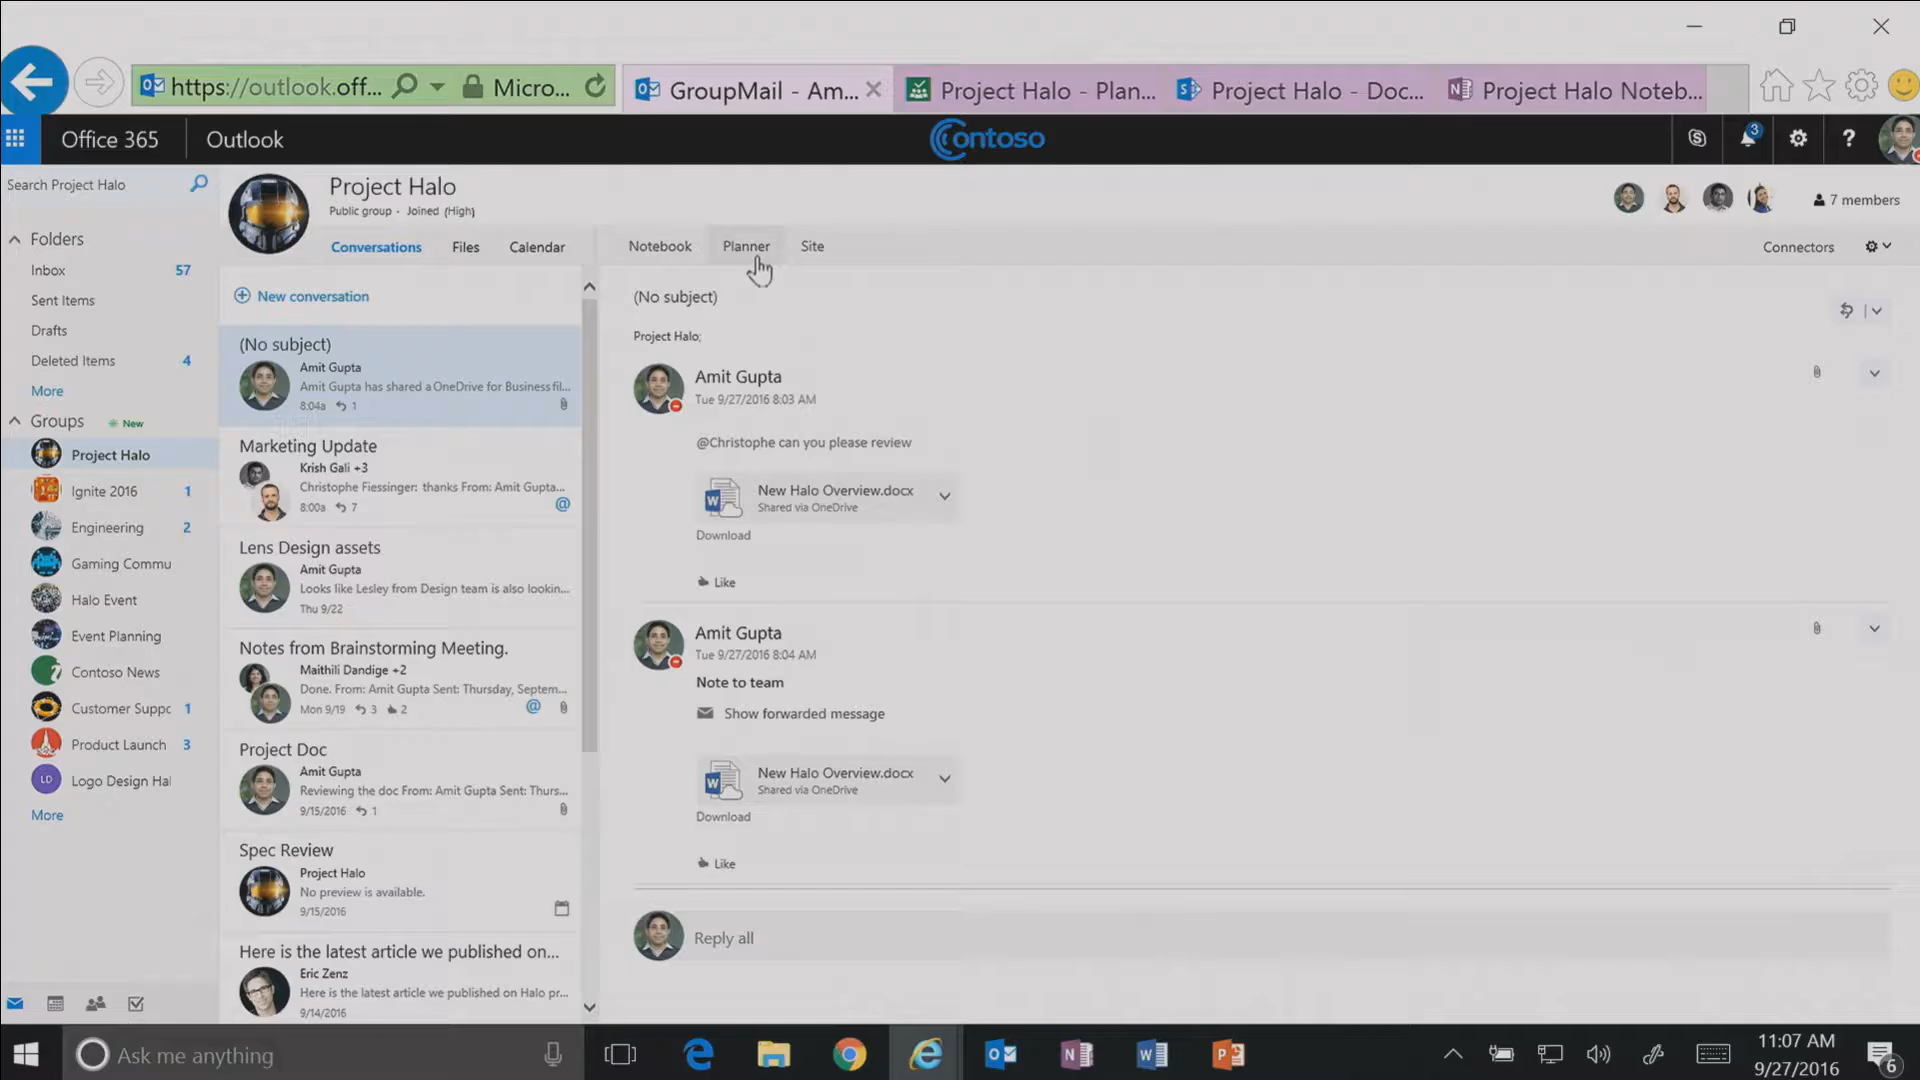 https://outlook.off...
Micro...
GroupMail - Am...
Project Halo - Plan...
Project Halo - Doc...
Project Halo Noteb...
Office 365
Outlook
Contoso
3
?
Search Project Halo
Project Halo
Public group - Joined (High)
7 members
Conversations
Files
Calendar
Notebook
Planner
Site
Connectors
Folders
Inbox 57
Sent Items
Drafts
Deleted Items 4
More
Groups
New
Project Halo
Ignite 2016 1
Engineering 2
Gaming Commu
Halo Event
Event Planning
Contoso News
Customer Suppc 1
Product Launch 3
LD
Logo Design Hal
More
New conversation
(No subject)
Amit Gupta
Amit Gupta has shared a OneDrive for Business fil...
8:04a 1
Marketing Update
Krish Gali +3
Christophe Fiessinger: thanks From: Amit Gupta...
8:00a 7
@
Lens Design assets
Amit Gupta
Looks like Lesley from Design team is also lookin...
Thu 9/22
Notes from Brainstorming Meeting.
Maithili Dandige +2
Done. From: Amit Gupta Sent: Thursday, Septem...
Mon 9/19 3 2
@
Project Doc
Amit Gupta
Reviewing the doc From: Amit Gupta Sent: Thurs...
9/15/2016 1
Spec Review
Project Halo
No preview is available.
9/15/2016
Here is the latest article we published on...
Eric Zenz
Here is the latest article we published on Halo pr...
9/14/2016
(No subject)
Project Halo;
Amit Gupta
Tue 9/27/2016 8:03 AM
@Christophe can you please review
New Halo Overview.docx
Shared via OneDrive
Download
Like
Amit Gupta
Tue 9/27/2016 8:04 AM
Note to team
Show forwarded message
New Halo Overview.docx
Shared via OneDrive
Download
Like
Reply all
Ask me anything
11:07 AM
9/27/2016
6